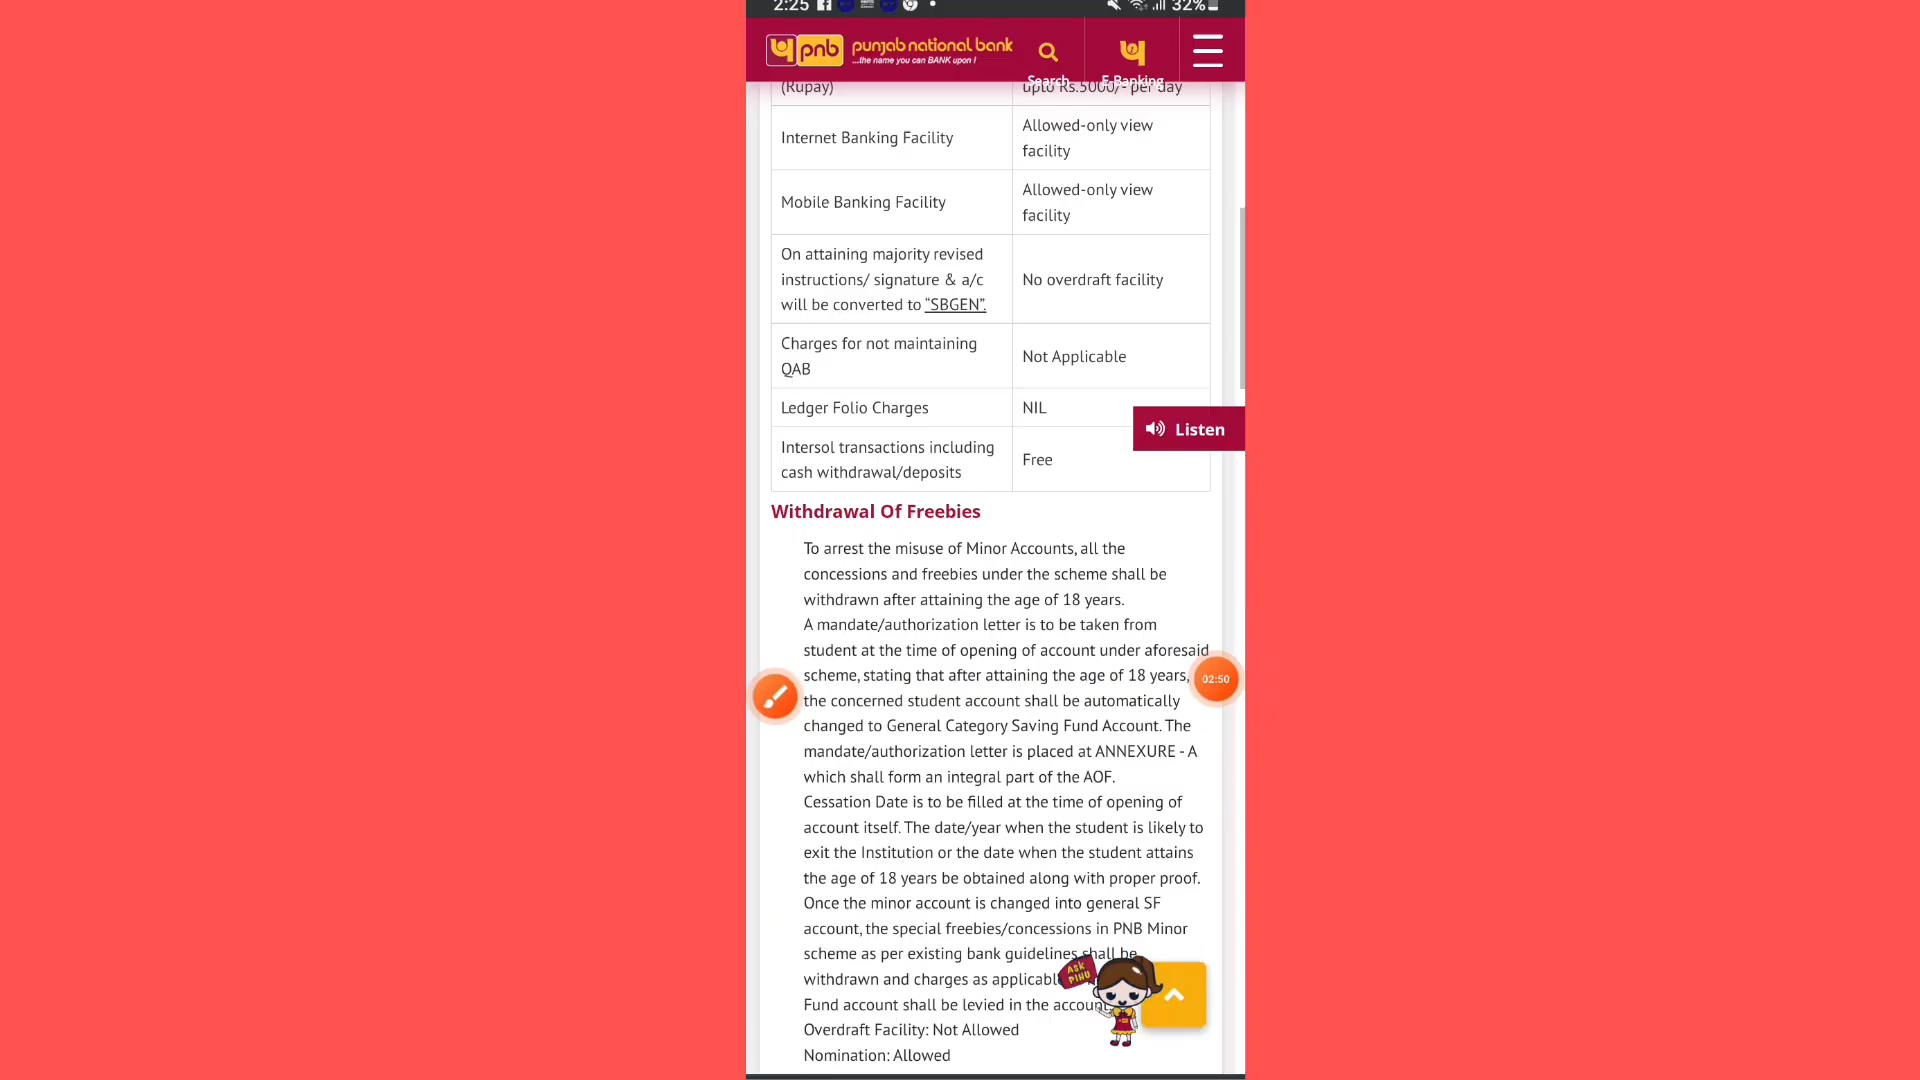 2:25
32%
पी pnb punjab national bank
...the name you can BANK upon !
Search
E-Banking
(Rupay)
upto Rs.5000/- per day
Internet Banking Facility
Allowed-only view
facility
Mobile Banking Facility
Allowed-only view
facility
On attaining majority revised
instructions/ signature & a/c
will be converted to “SBGEN”.
No overdraft facility
Charges for not maintaining
QAB
Not Applicable
Ledger Folio Charges
NIL
Listen
Intersol transactions including
cash withdrawal/deposits
Free
Withdrawal Of Freebies
To arrest the misuse of Minor Accounts, all the
concessions and freebies under the scheme shall be
withdrawn after attaining the age of 18 years.
A mandate/authorization letter is to be taken from
student at the time of opening of account under aforesaid
scheme, stating that after attaining the age of 18 years,
02:50
the concerned student account shall be automatically
changed to General Category Saving Fund Account. The
mandate/authorization letter is placed at ANNEXURE - A
which shall form an integral part of the AOF.
Cessation Date is to be filled at the time of opening of
account itself. The date/year when the student is likely to
exit the Institution or the date when the student attains
the age of 18 years be obtained along with proper proof.
Once the minor account is changed into general SF
account, the special freebies/concessions in PNB Minor
scheme as per existing bank guidelines shall be
withdrawn and charges as applicable
Fund account shall be levied in the account.
ASK
PIHU
Overdraft Facility: Not Allowed
Nomination: Allowed